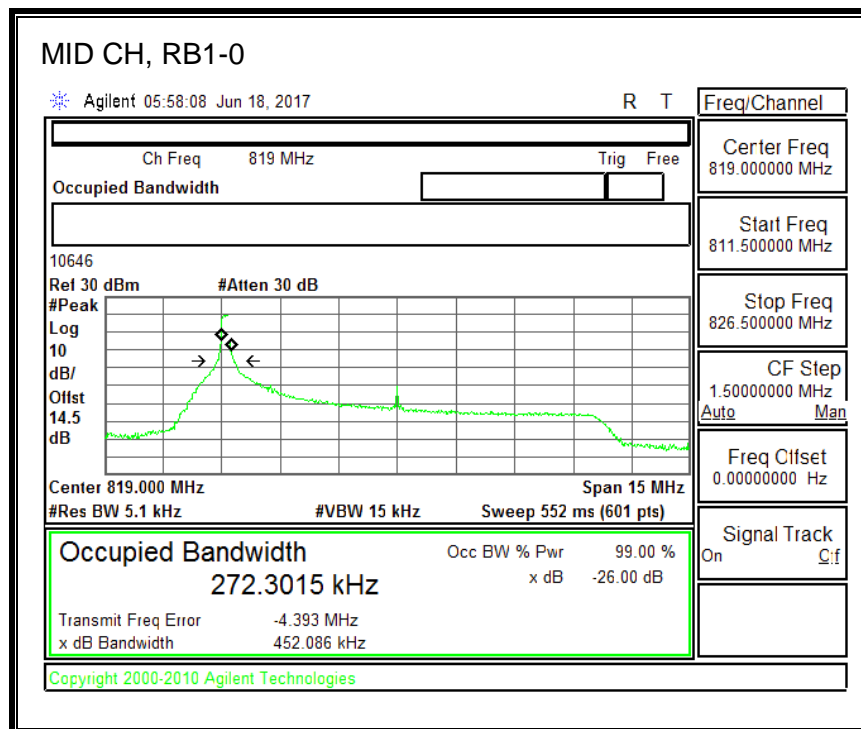 MID CH, RB1-0
Agilent 05:58:08 Jun 18, 2017 R T
Freq/Channel
Ch Freq 819 MHz Trig Free
Occupied Bandwidth
Center Freq
819.000000 MHz
Start Freq
811.500000 MHz
Stop Freq
826.500000 MHz
CF Step
1.50000000 MHz
Auto Man
Freq Offset
0.00000000 Hz
Signal Track
On Off
10646
Ref 30 dBm #Atten 30 dB
#Peak
Log
10
dB/
Offst
14.5
dB
Center 819.000 MHz Span 15 MHz
#Res BW 5.1 kHz #VBW 15 kHz Sweep 552 ms (601 pts)
Occupied Bandwidth
272.3015 kHz
Occ BW % Pwr 99.00 %
x dB -26.00 dB
Transmit Freq Error -4.393 MHz
x dB Bandwidth 452.086 kHz
Copyright 2000-2010 Agilent Technologies